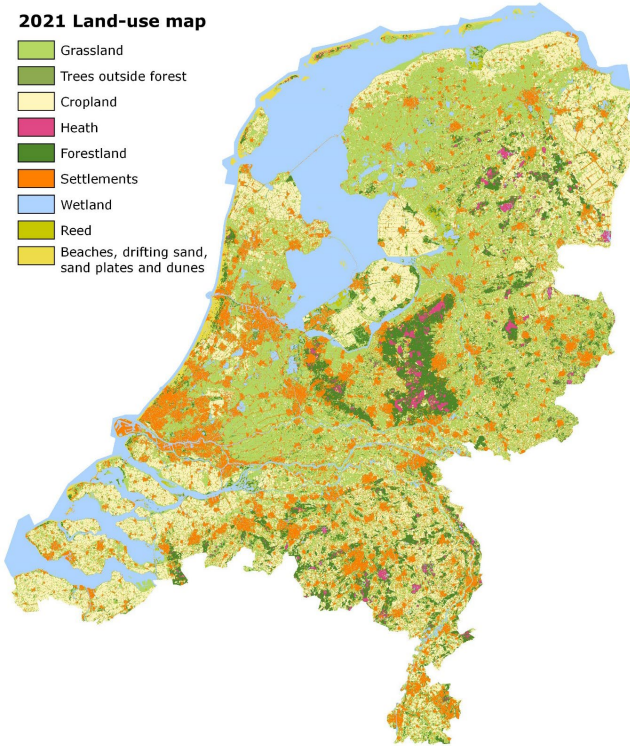 2021 Land-use map
Grassland
Trees outside forest
Cropland
Heath
Forestland
Settlements
Wetland
Reed
Beaches, drifting sand,
sand plates and dunes